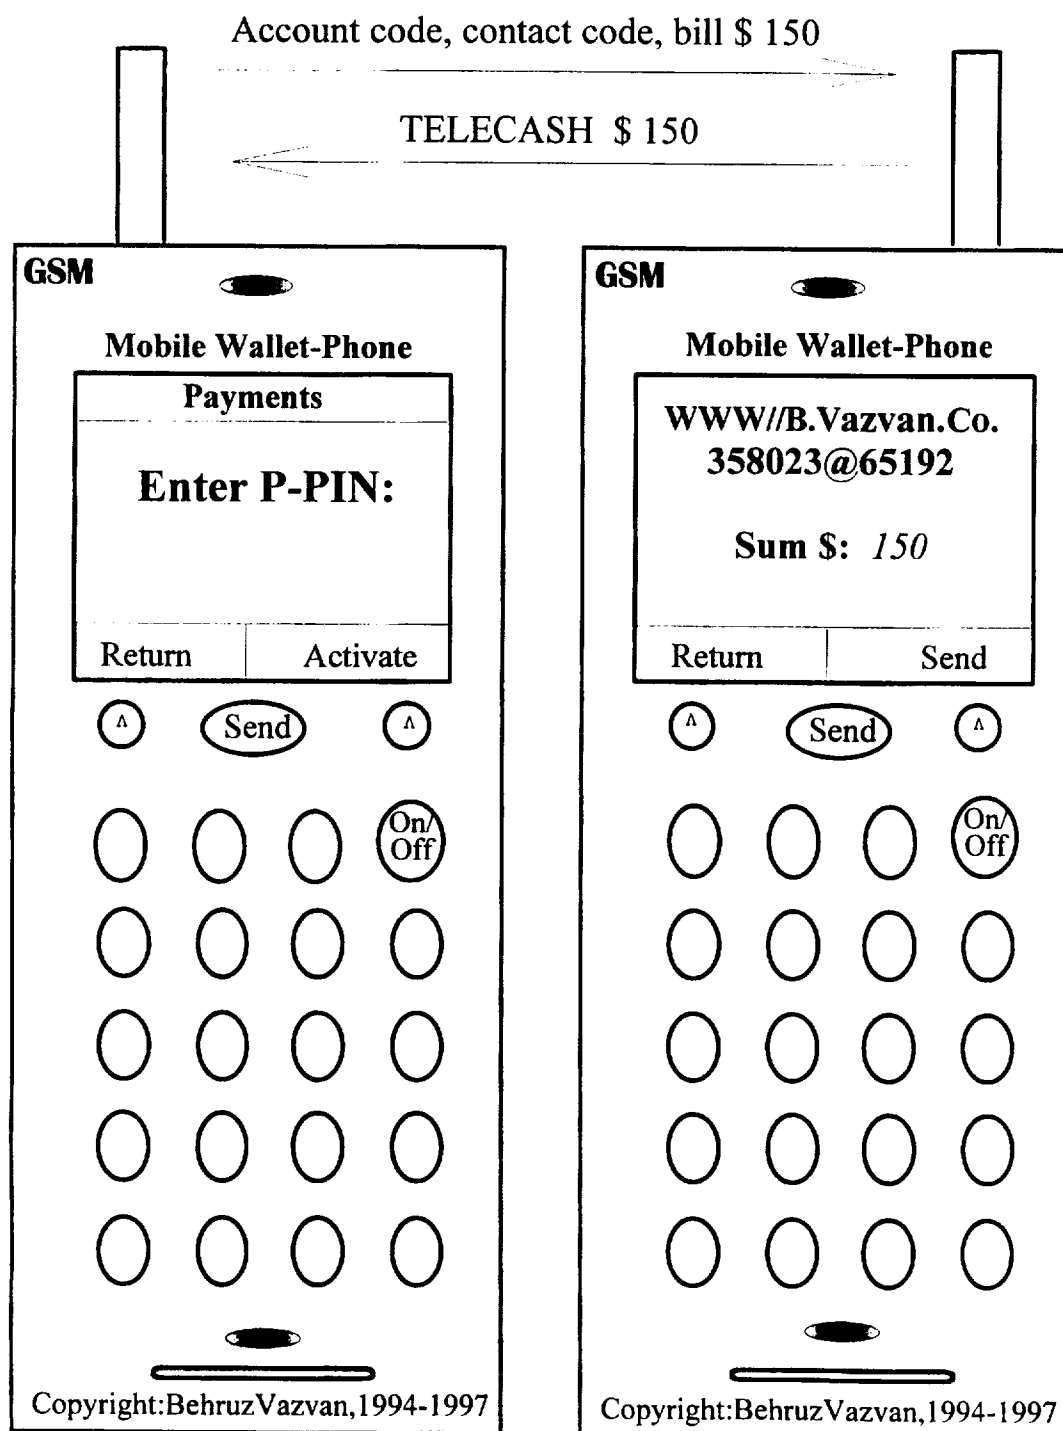 Account code, contact code, bill $ 150
TELECASH $ 150
GSM
Mobile Wallet-Phone
Payments
Enter P-PIN:
Return Activate
^ Send ^
On/
Off
Copyright:BehruzVazvan,1994-1997
GSM
Mobile Wallet-Phone
WWW//B.Vazvan.Co.
358023@65192
Sum $: 150
Return Send
^ Send ^
On/
Off
Copyright:BehruzVazvan,1994-1997